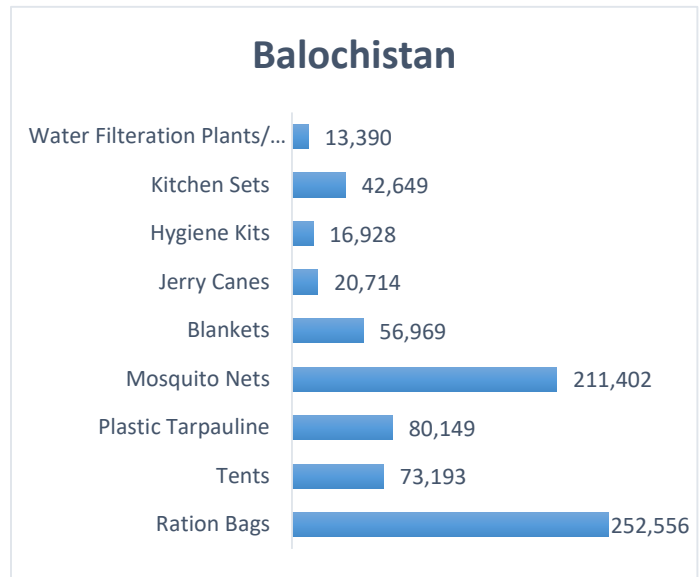 Balochistan
Water Filteration Plants/... 13,390
Kitchen Sets 42,649
Hygiene Kits 16,928
Jerry Canes 20,714
Blankets 56,969
Mosquito Nets 211,402
Plastic Tarpauline 80,149
Tents 73,193
Ration Bags 252,556